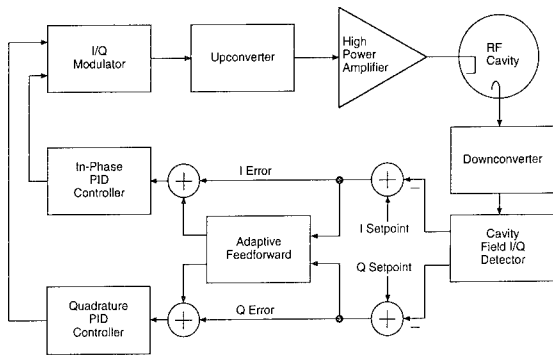 I/Q
Modulator
Upconverter
High
Power
Amplifier
RF
Cavity
Downconverter
In-Phase
PID
Controller
I Error
Adaptive
Feedforward
I Setpoint
Q Setpoint
Cavity
Field I/Q
Detector
Quadrature
PID
Controller
Q Error